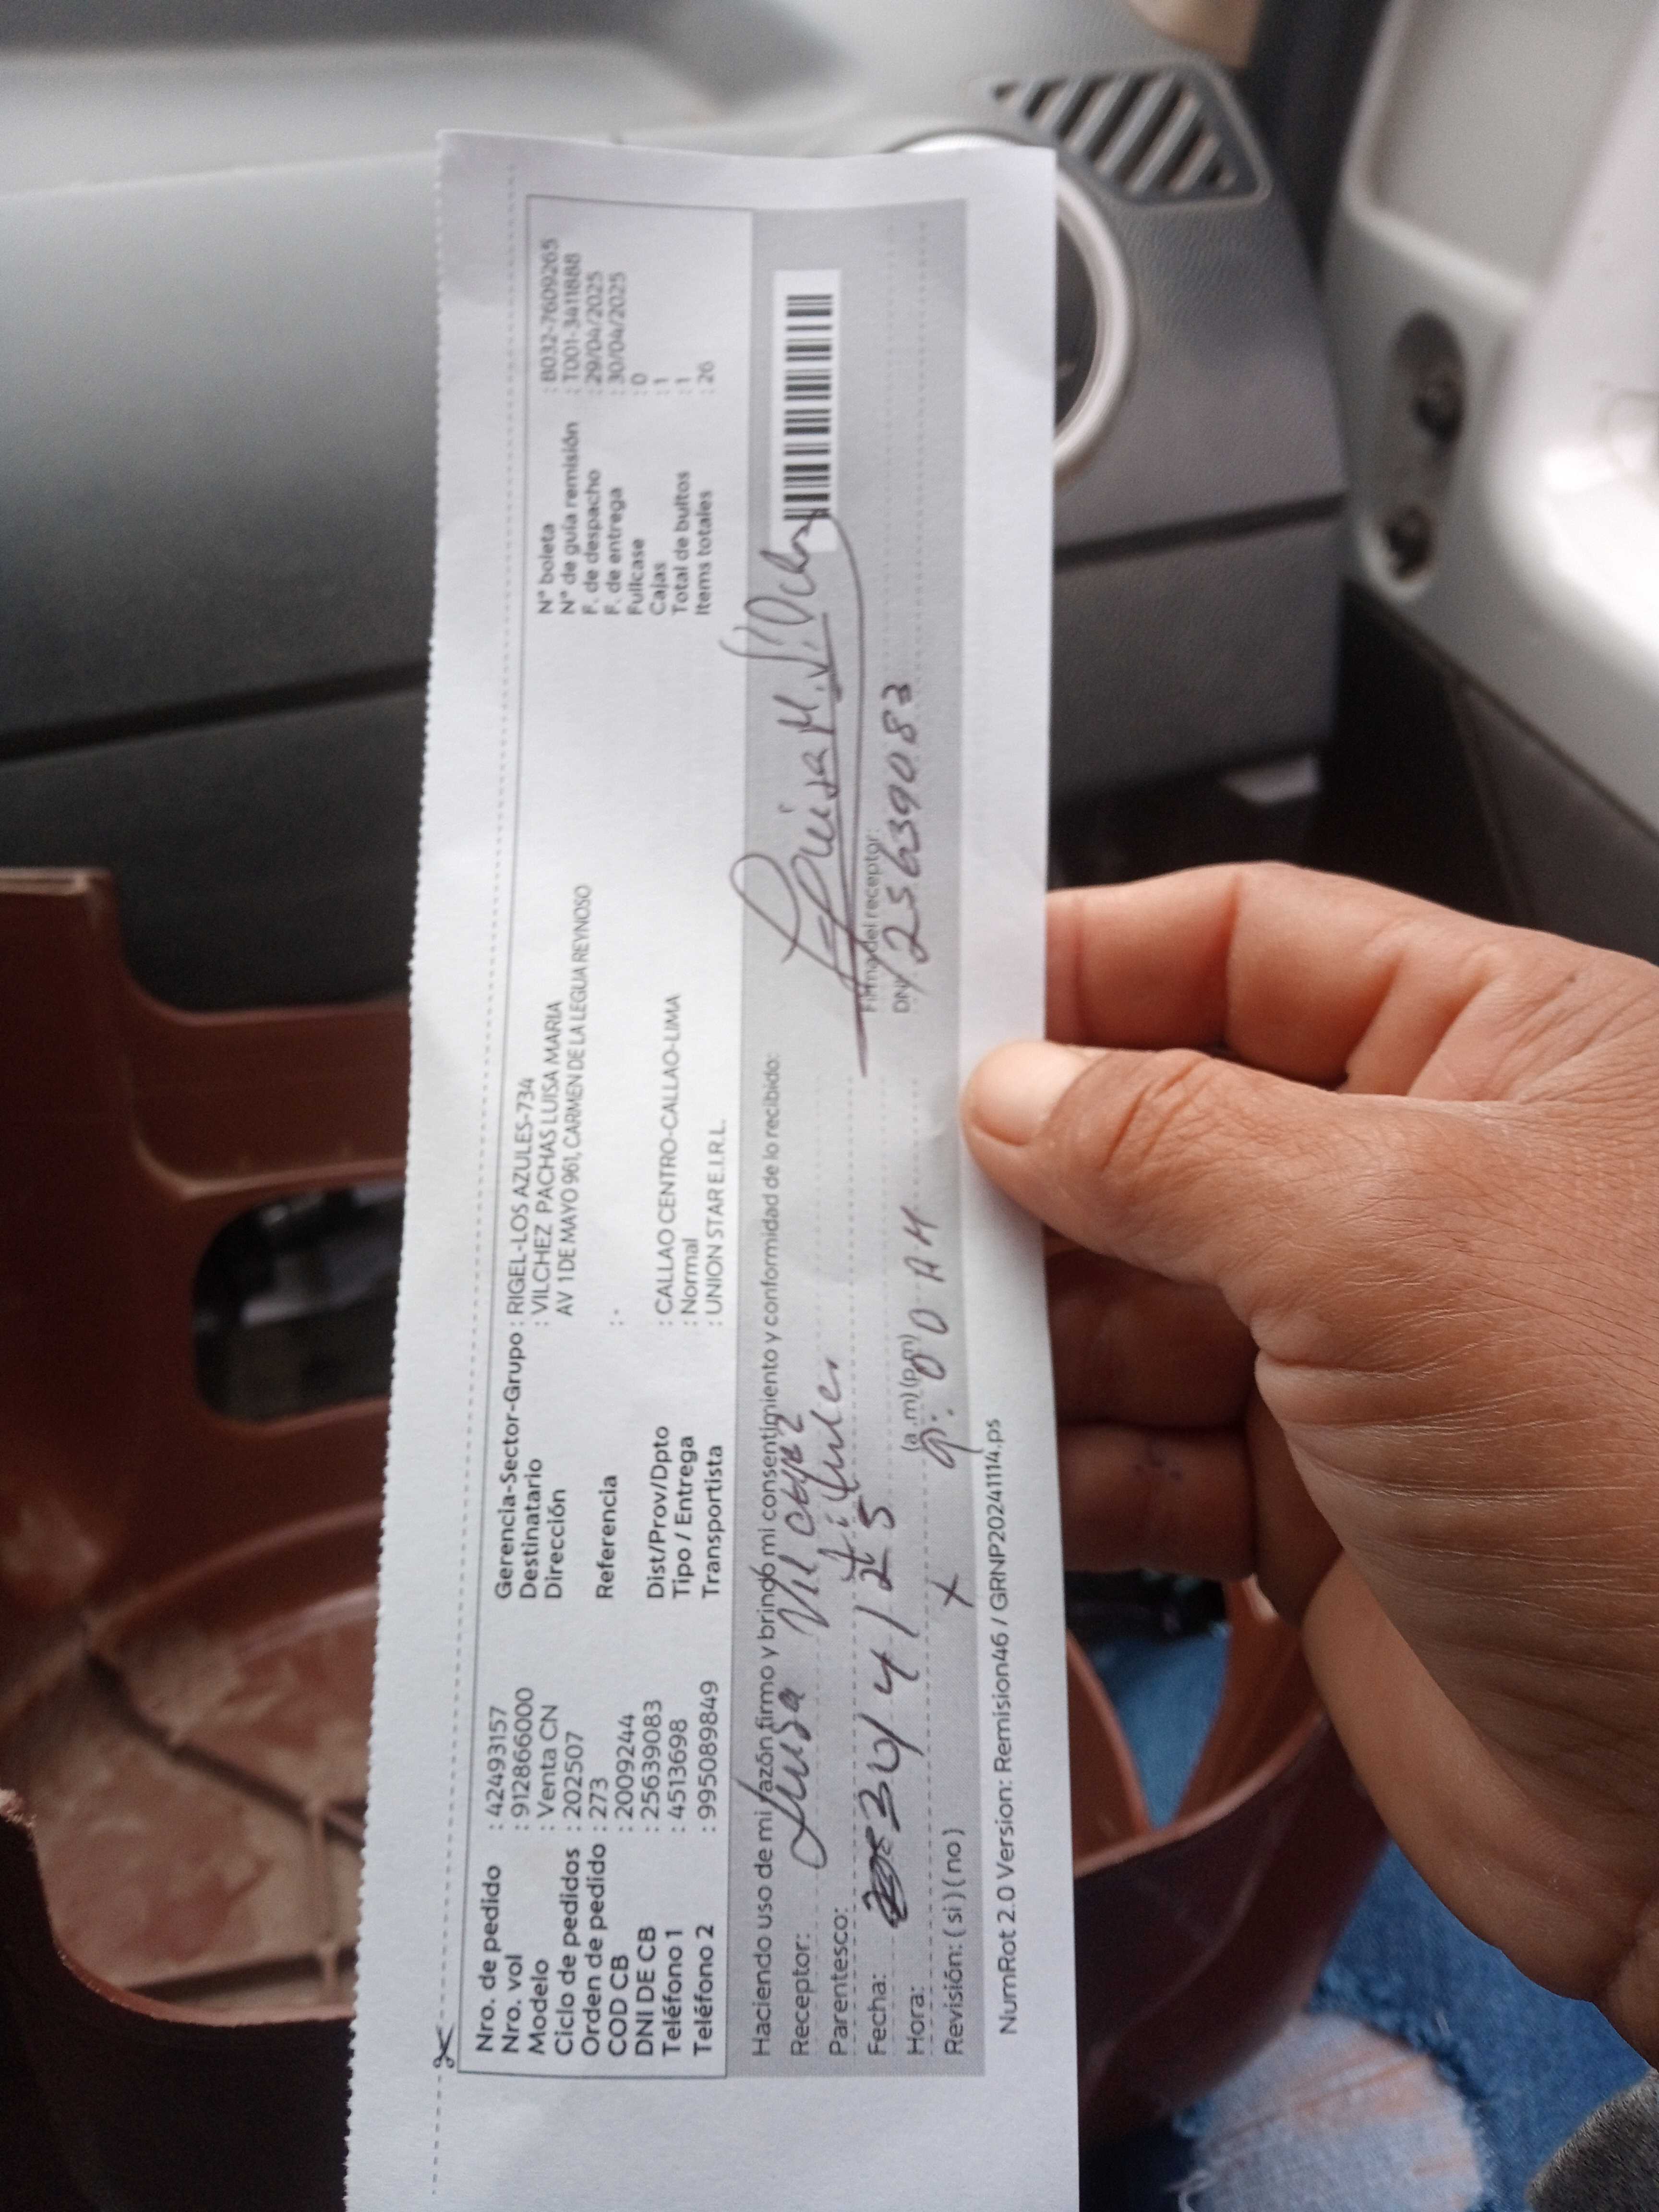 Nro. de pedido : 42493157
Nro. vol : 912866000
Modelo : Venta CN
Ciclo de pedidos : 202507
Orden de pedido : 273
COD CB : 2009244
DNI DE CB : 25639083
Teléfono 1 : 4513698
Teléfono 2 : 995089849
Gerencia-Sector-Grupo : RIGEL-LOS AZULES-734
Destinatario : VILCHEZ PACHAS LUISA MARIA
Dirección AV 1 DE MAYO 961, CARMEN DE LA LEGUA REYNOSO
Referencia : .
Dist/Prov/Dpto : CALLAO CENTRO-CALLAO-LIMA
Tipo / Entrega : Normal
Transportista : UNION STAR E.I.R.L.
N° boleta : B032-7609265
N° de guía remisión : T001-3411888
F. de despacho : 29/04/2025
F. de entrega : 30/04/2025
Fullcase : 0
Cajas : 1
Total de bultos : 1
Items totales : 26
Haciendo uso de mi razón firmo y brindo mi consentimiento y conformidad de lo recibido:
Receptor: Luisa Vilchez
Parentesco: titular
Fecha: 30/4/25
Hora: (a.m) (p.m) 9:00 AM
Revisión: ( si ) ( no ) X
Luisa M.
Firma del receptor:
DNI: 25639083
NumRot 2.0 Version: Remision46 / GRNP20241114.ps